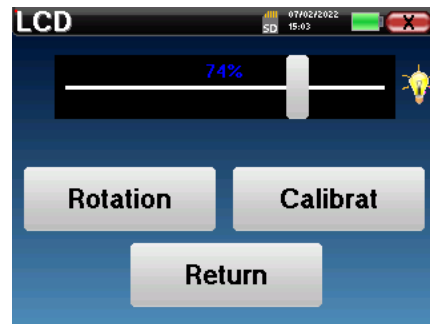 LCD
SD
07/02/2022
15:03
X
74%
Rotation
Calibrat
Return